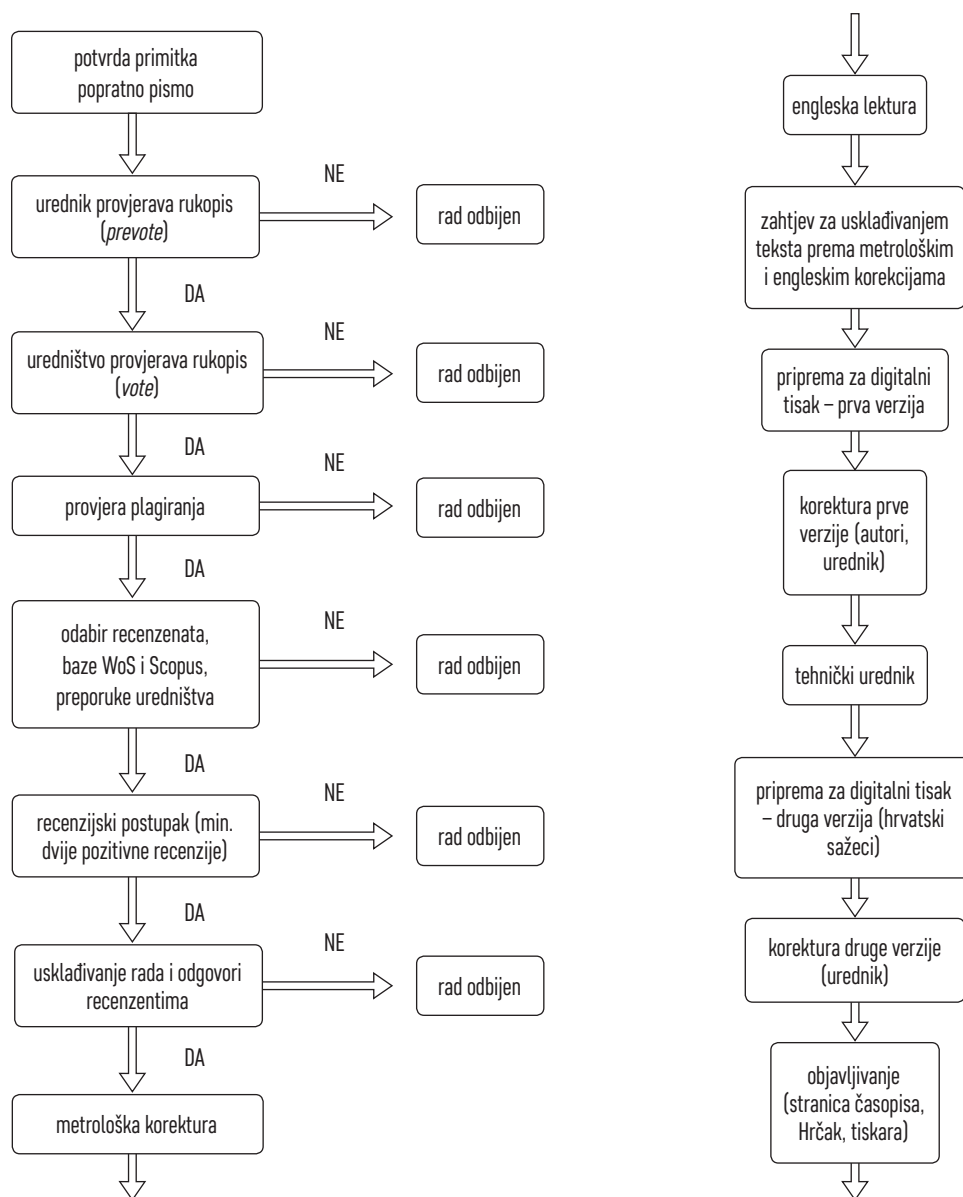 potvrda primitka
popratno pismo
urednik provjerava rukopis
(prevote)
NE
rad odbijen
DA
uredništvo provjerava rukopis
(vote)
NE
rad odbijen
DA
provjera plagiranja
NE
rad odbijen
DA
odabir recenzenata,
baze WoS i Scopus,
preporuke uredništva
NE
rad odbijen
DA
recenzijski postupak (min.
dvije pozitivne recenzije)
NE
rad odbijen
DA
usklađivanje rada i odgovori
recenzentima
NE
rad odbijen
DA
metrološka korektura
engleska lektura
zahtjev za usklađivanjem
teksta prema metrološkim
i engleskim korekcijama
priprema za digitalni
tisak – prva verzija
korektura prve
verzije (autori,
urednik)
tehnički urednik
priprema za digitalni tisak
– druga verzija (hrvatski
sažeci)
korektura druge verzije
(urednik)
objavljivanje
(stranica časopisa,
Hrčak, tiskara)